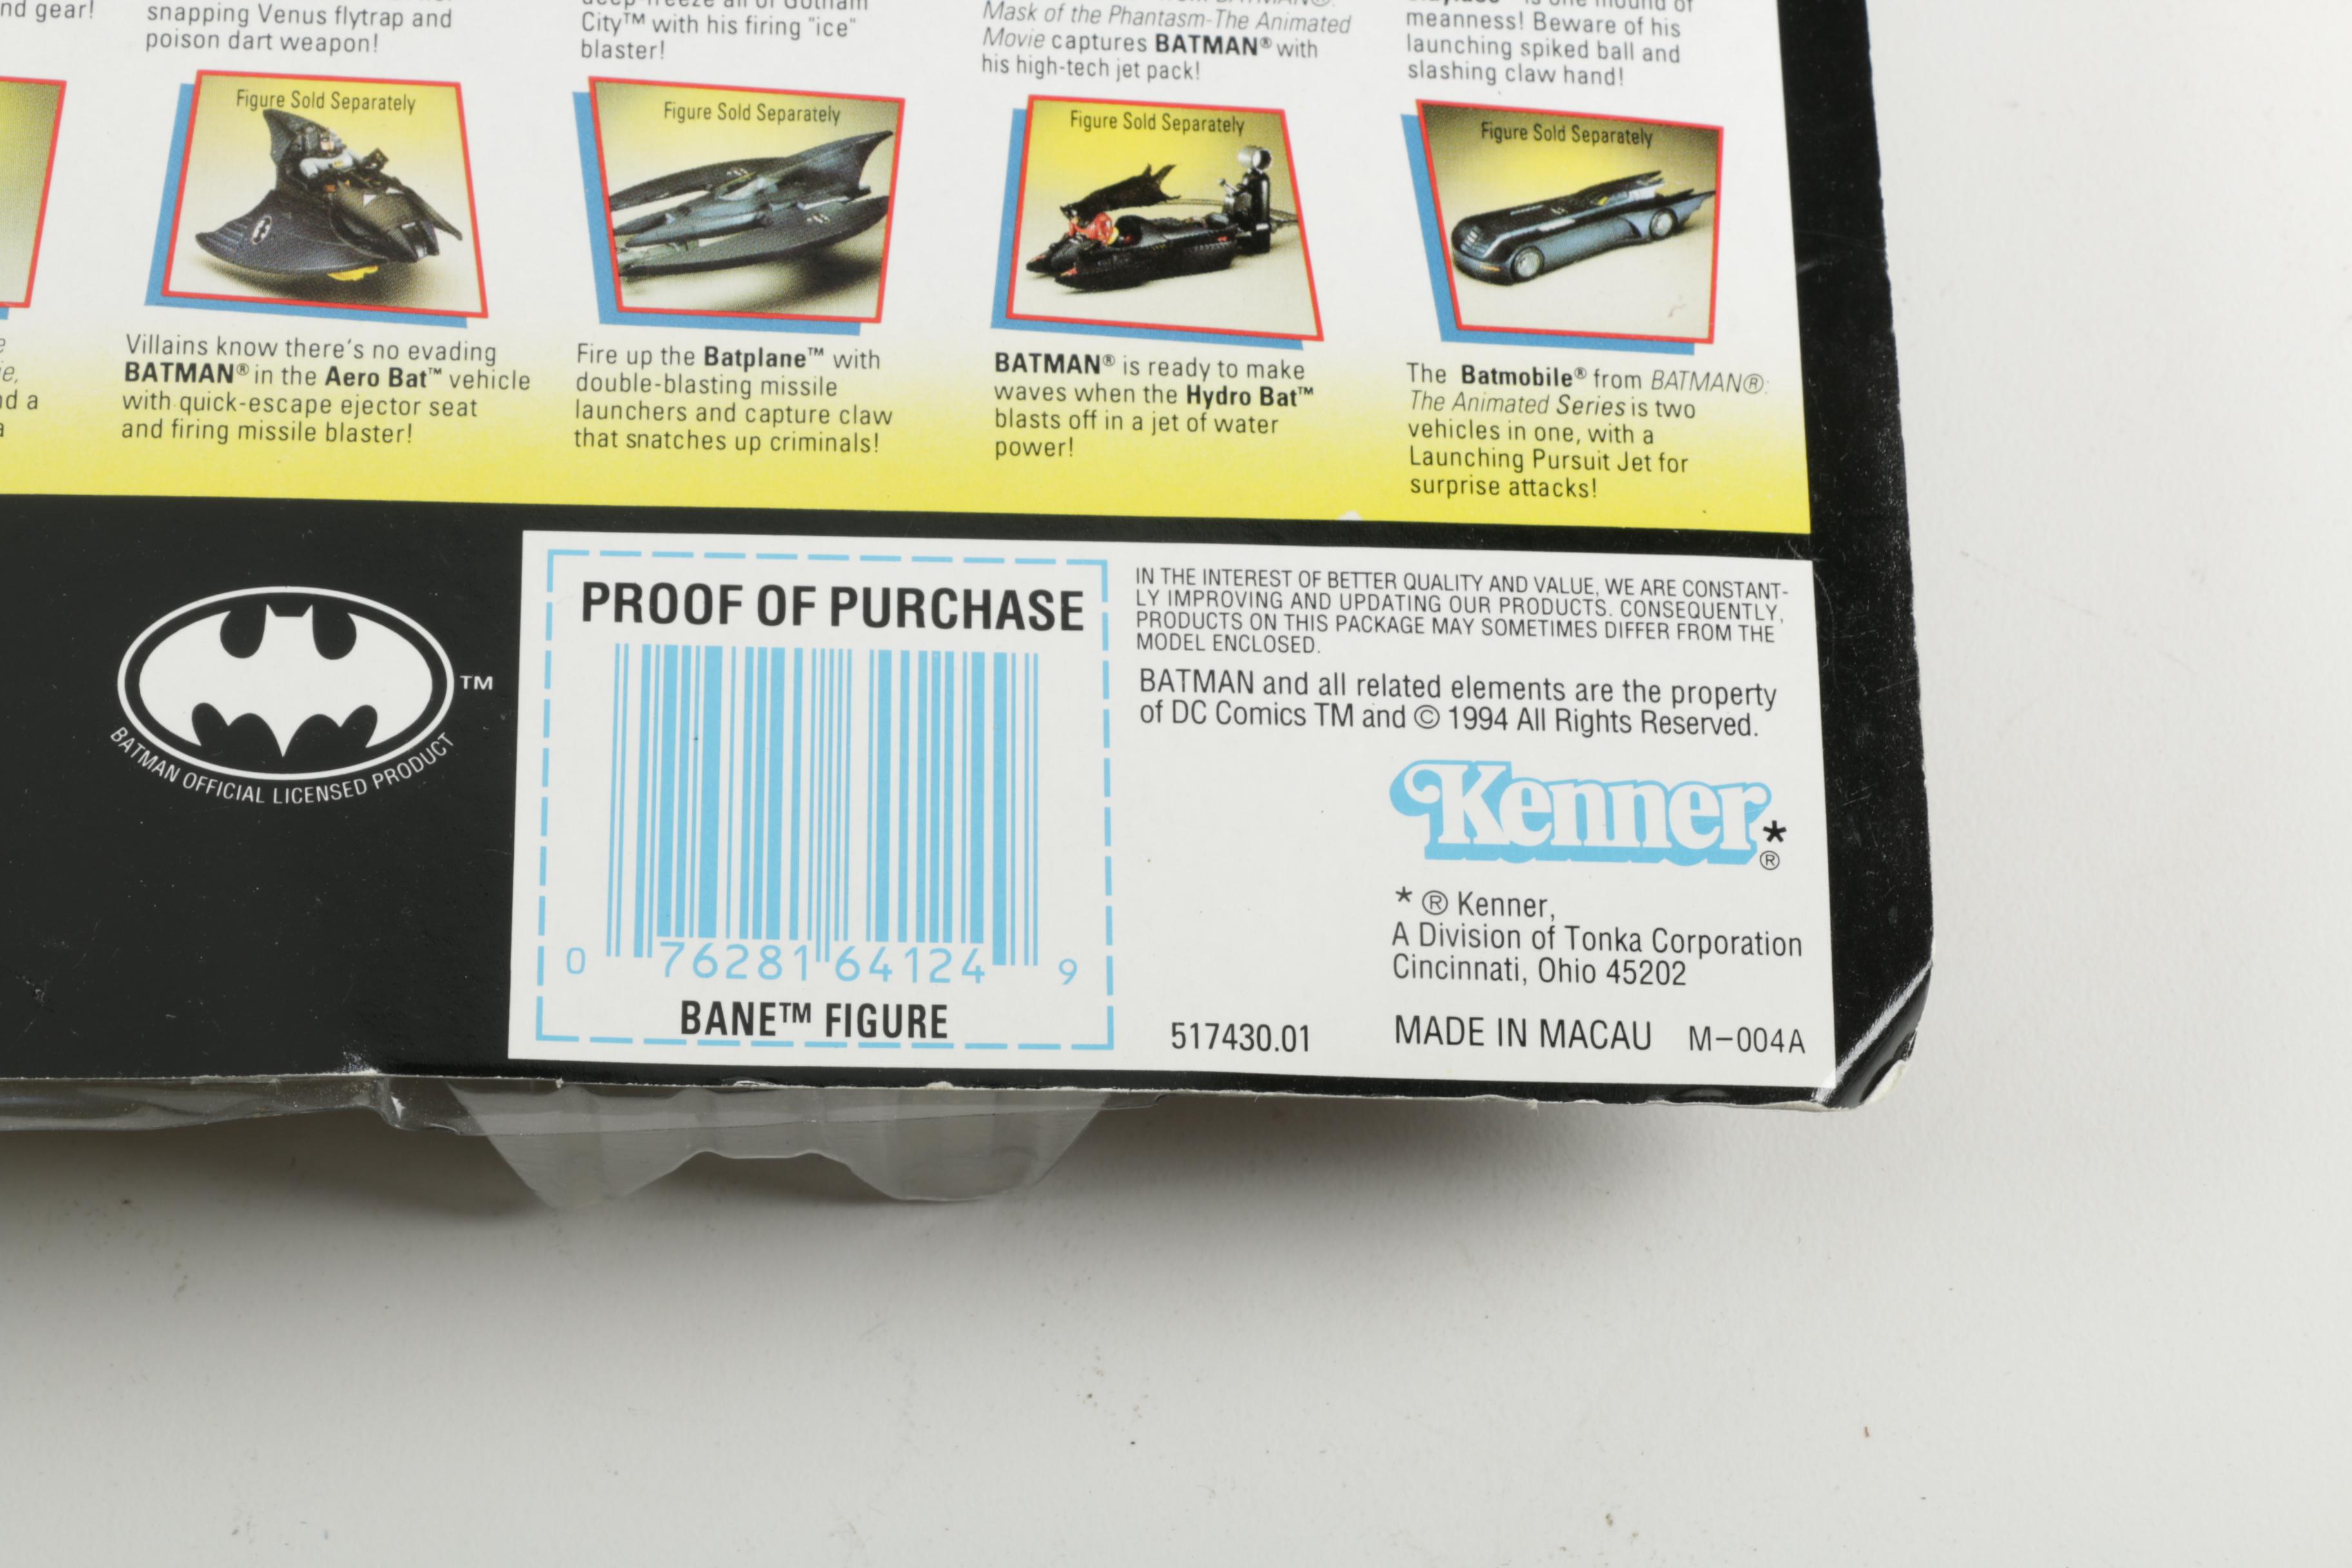 nd gear!
snapping Venus flytrap and
poison dart weapon!
City™ with his firing "ice"
blaster!
Mask of the Phantasm-The Animated
Movie captures BATMAN® with
his high-tech jet pack!
is one mound of
meanness! Beware of his
launching spiked ball and
slashing claw hand!
Figure Sold Separately
Figure Sold Separately
Figure Sold Separately
Figure Sold Separately
Villains know there's no evading
BATMAN® in the Aero Bat™ vehicle
with quick-escape ejector seat
and firing missile blaster!
Fire up the Batplane™ with
double-blasting missile
launchers and capture claw
that snatches up criminals!
BATMAN® is ready to make
waves when the Hydro Bat™
blasts off in a jet of water
power!
The Batmobile® from BATMAN®:
The Animated Series is two
vehicles in one, with a
Launching Pursuit Jet for
surprise attacks!
TM
BATMAN OFFICIAL LICENSED PRODUCT
PROOF OF PURCHASE
0 76281 64124 9
BANE™ FIGURE
IN THE INTEREST OF BETTER QUALITY AND VALUE, WE ARE CONSTANT-
LY IMPROVING AND UPDATING OUR PRODUCTS. CONSEQUENTLY,
PRODUCTS ON THIS PACKAGE MAY SOMETIMES DIFFER FROM THE
MODEL ENCLOSED.
BATMAN and all related elements are the property
of DC Comics TM and © 1994 All Rights Reserved.
Kenner*®
* ® Kenner,
A Division of Tonka Corporation
Cincinnati, Ohio 45202
517430.01
MADE IN MACAU M-004A